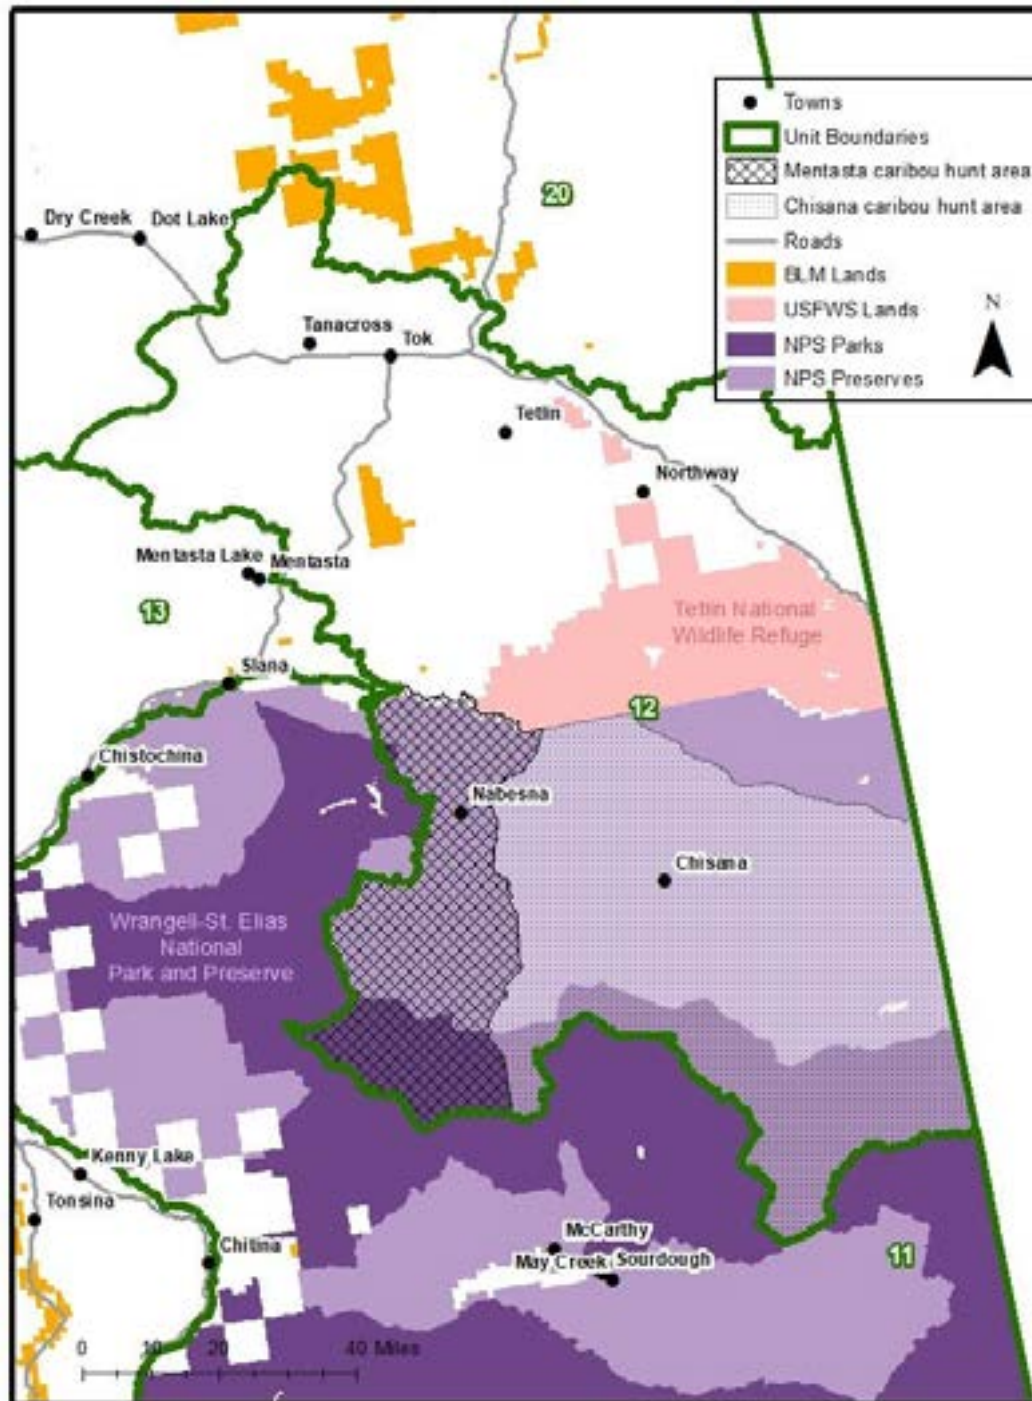 Towns
Unit Boundaries
Mentasta caribou hunt area
Chisana caribou hunt area
Roads
BLM Lands
USFWS Lands
NPS Parks
NPS Preserves
N
20
Dry Creek
Dot Lake
Tanacross
Tok
Tetlin
Northway
Mentasta Lake
Mentasta
13
Tetlin National
Wildlife Refuge
Slana
12
Chistochina
Nabesna
Chisana
Wrangell-St. Elias
National
Park and Preserve
Kenny Lake
Tonsina
Chitina
McCarthy
May Creek
Sourdough
11
0 10 20 40 Miles